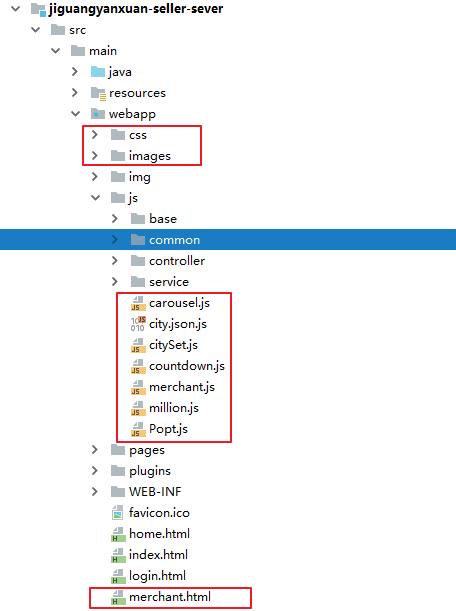 jiguangyanxuan-seller-sever
src
main
java
resources
webapp
css
images
img
js
base
common
controller
service
carousel.js
city.json.js
citySet.js
countdown.js
merchant.js
million.js
Popt.js
pages
plugins
WEB-INF
favicon.ico
home.html
index.html
login.html
merchant.html